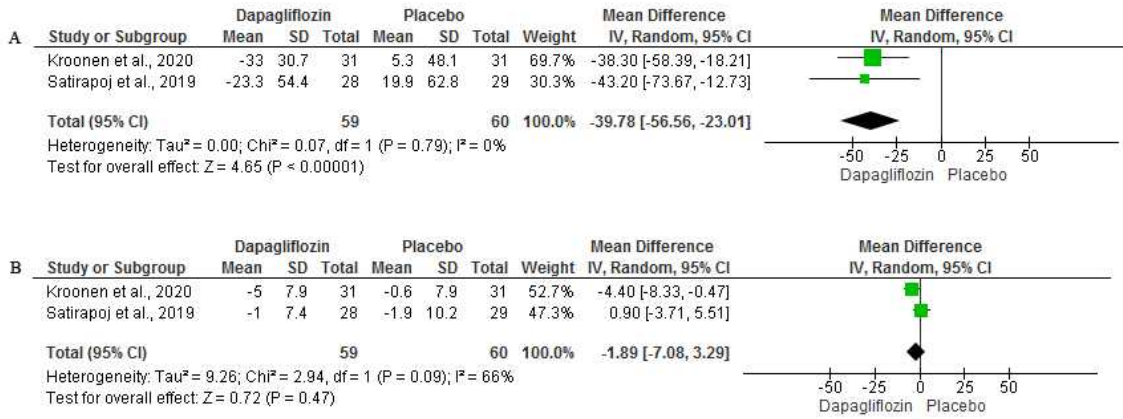 Dapagliflozin Placebo Mean Difference Mean Difference
A Study or Subgroup Mean SD Total Mean SD Total Weight IV, Random, 95% CI IV, Random, 95% CI
Kroonen et al., 2020 -33 30.7 31 5.3 48.1 31 69.7% -38.30 [-58.39, -18.21]
Satirapoj et al., 2019 -23.3 54.4 28 19.9 62.8 29 30.3% -43.20 [-73.67, -12.73]
Total (95% CI) 59 60 100.0% -39.78 [-56.56, -23.01]
Heterogeneity: Tau² = 0.00; Chi² = 0.07, df = 1 (P = 0.79); I² = 0%
Test for overall effect: Z = 4.65 (P < 0.00001)
-50 -25 0 25 50
Dapagliflozin Placebo
Dapagliflozin Placebo Mean Difference Mean Difference
B Study or Subgroup Mean SD Total Mean SD Total Weight IV, Random, 95% CI IV, Random, 95% CI
Kroonen et al., 2020 -5 7.9 31 -0.6 7.9 31 52.7% -4.40 [-8.33, -0.47]
Satirapoj et al., 2019 -1 7.4 28 -1.9 10.2 29 47.3% 0.90 [-3.71, 5.51]
Total (95% CI) 59 60 100.0% -1.89 [-7.08, 3.29]
Heterogeneity: Tau² = 9.26; Chi² = 2.94, df = 1 (P = 0.09); I² = 66%
Test for overall effect: Z = 0.72 (P = 0.47)
-50 -25 0 25 50
Dapagliflozin Placebo